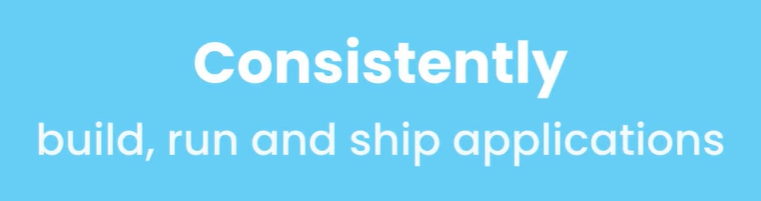 Consistently
build, run and ship applications